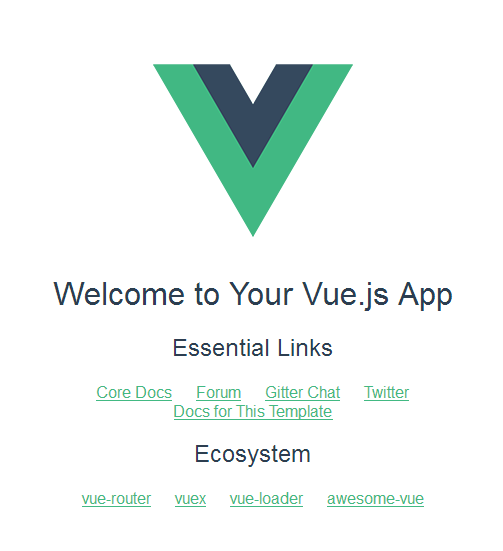 Welcome to Your Vue.js App
Essential Links
Core Docs Forum Gitter Chat Twitter
Docs for This Template
Ecosystem
vue-router vuex vue-loader awesome-vue